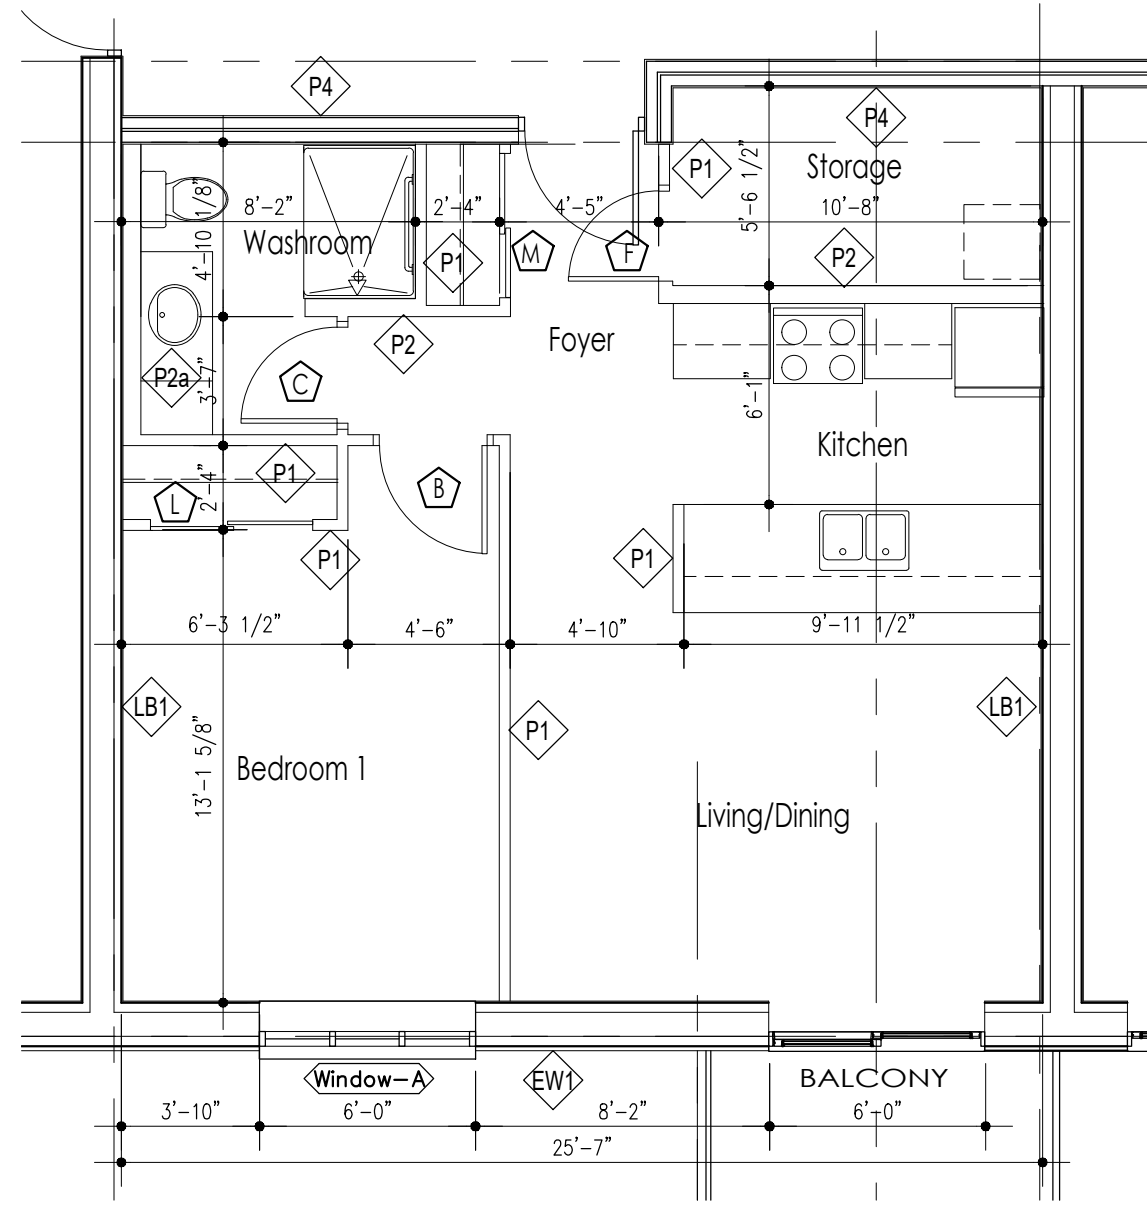 P4
P4
P1
Storage
5'-6 1/2"
4'-10 1/8"
8'-2"
2'-4"
4'-5"
10'-8"
Washroom
P1
M
F
P2
Foyer
P2
P2a
C
3'-7"
6'-1"
Kitchen
P1
L
2'-4"
B
P1
P1
6'-3 1/2"
4'-6"
4'-10"
9'-11 1/2"
LB1
LB1
P1
13'-1 5/8"
Bedroom 1
Living/Dining
Window-A
EW1
BALCONY
3'-10"
6'-0"
8'-2"
6'-0"
25'-7"